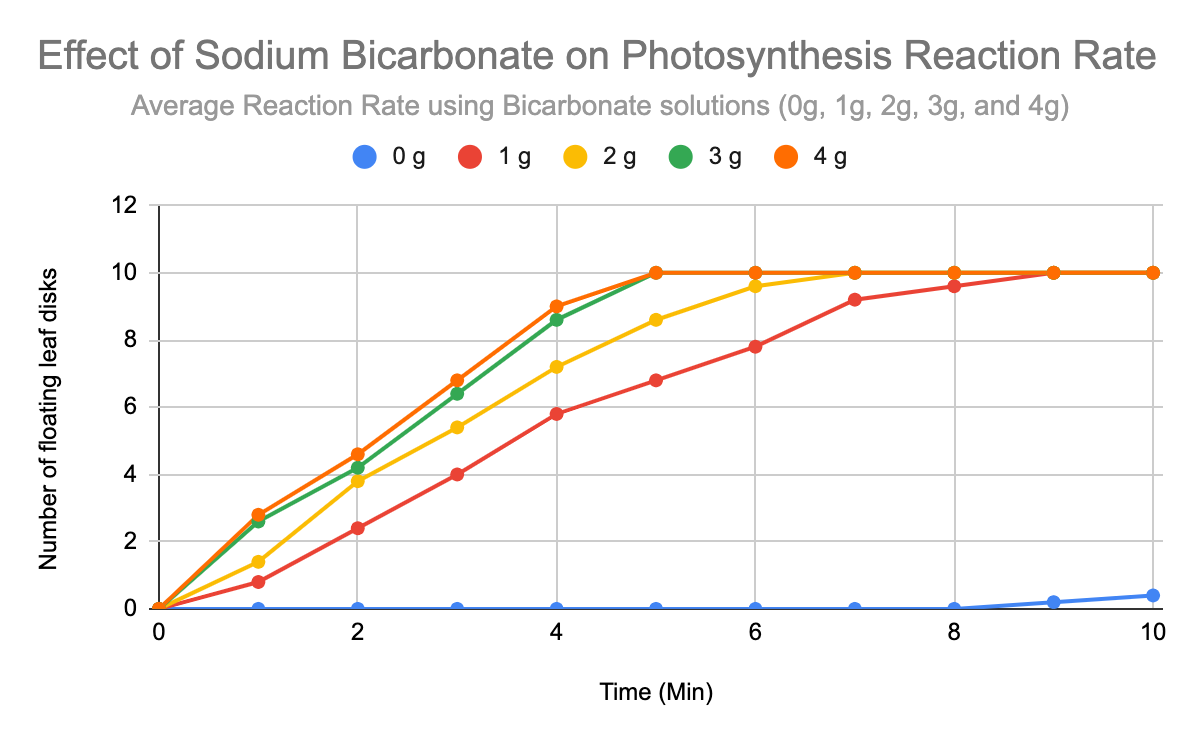 Effect of Sodium Bicarbonate on Photosynthesis Reaction Rate
Average Reaction Rate using Bicarbonate solutions (0g, 1g, 2g, 3g, and 4g)
0 g 1 g 2 g 3 g 4 g
12
10
8
6
4
2
0
Number of floating leaf disks
0 2 4 6 8 10
Time (Min)